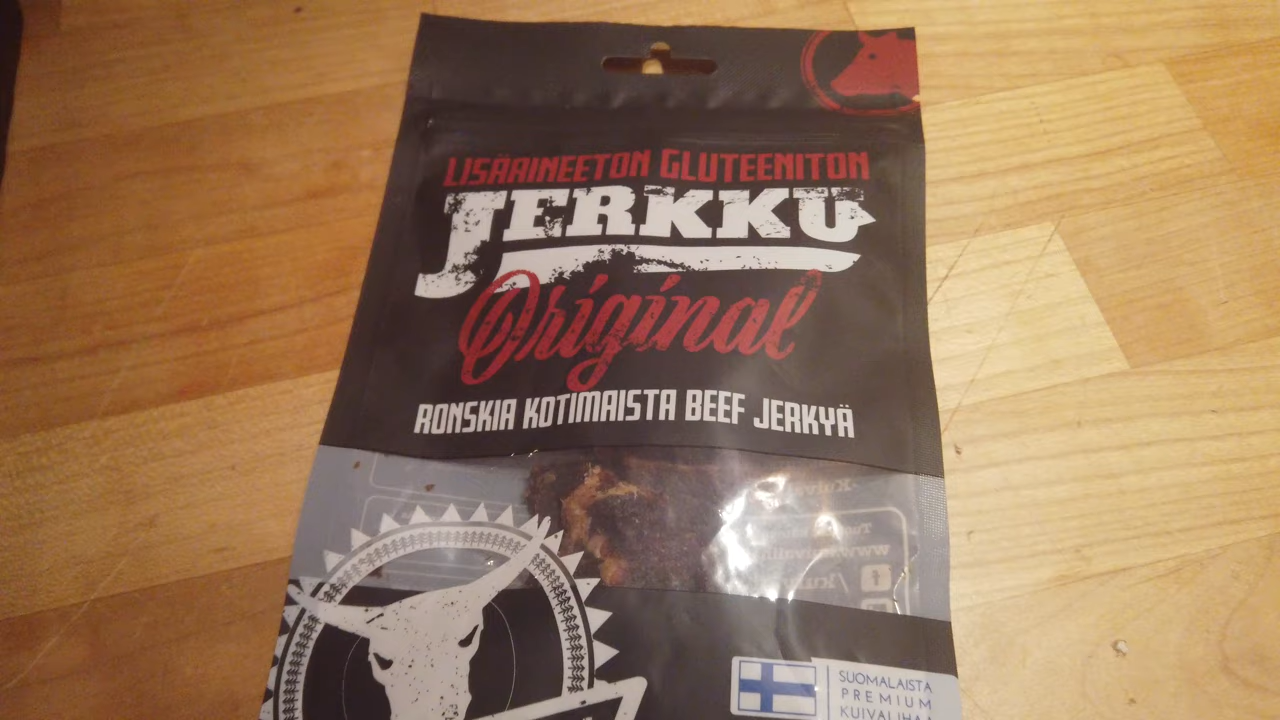 LISÄAINEETON GLUTEENITON
JERKKU
Original
RONSKIA KOTIMAISTA BEEF JERKYÄ
SUOMALAISTA
PREMIUM
KUIVALIHAA